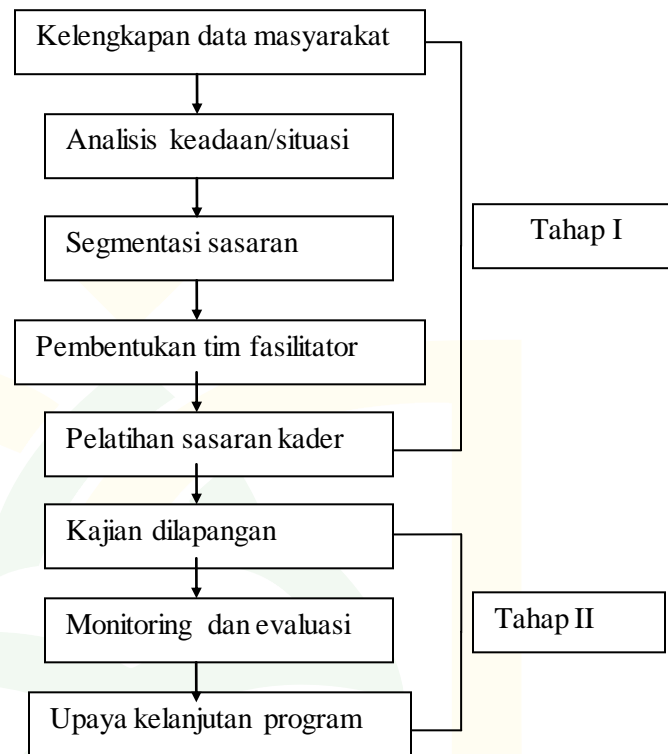 Kelengkapan data masyarakat
Analisis keadaan/situasi
Segmentasi sasaran
Tahap I
Pembentukan tim fasilitator
Pelatihan sasaran kader
Kajian dilapangan
Monitoring dan evaluasi
Tahap II
Upaya kelanjutan program